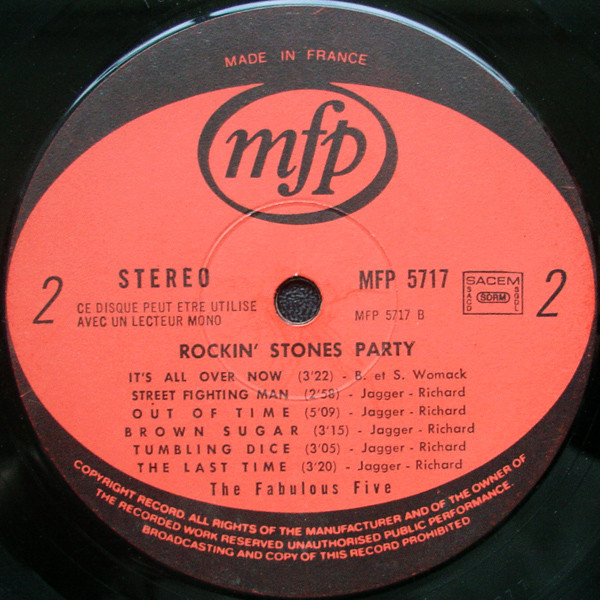 MADE IN FRANCE
mfp
2
STEREO
CE DISQUE PEUT ETRE UTILISE
AVEC UN LECTEUR MONO
MFP 5717
MFP 5717 B
SACEM
SACD
SDRM
SGDL
2
ROCKIN' STONES PARTY
IT'S ALL OVER NOW (3'22) - B. et S. Womack
STREET FIGHTING MAN (2'58) - Jagger - Richard
OUT OF TIME (5'09) - Jagger - Richard
BROWN SUGAR (3'15) - Jagger - Richard
TUMBLING DICE (3'05) - Jagger - Richard
THE LAST TIME (3'20) - Jagger - Richard
The Fabulous Five
COPYRIGHT RECORD ALL RIGHTS OF THE MANUFACTURER AND OF THE OWNER OF
THE RECORDED WORK RESERVED UNAUTHORISED PUBLIC PERFORMANCE.
BROADCASTING AND COPY OF THIS RECORD PROHIBITED